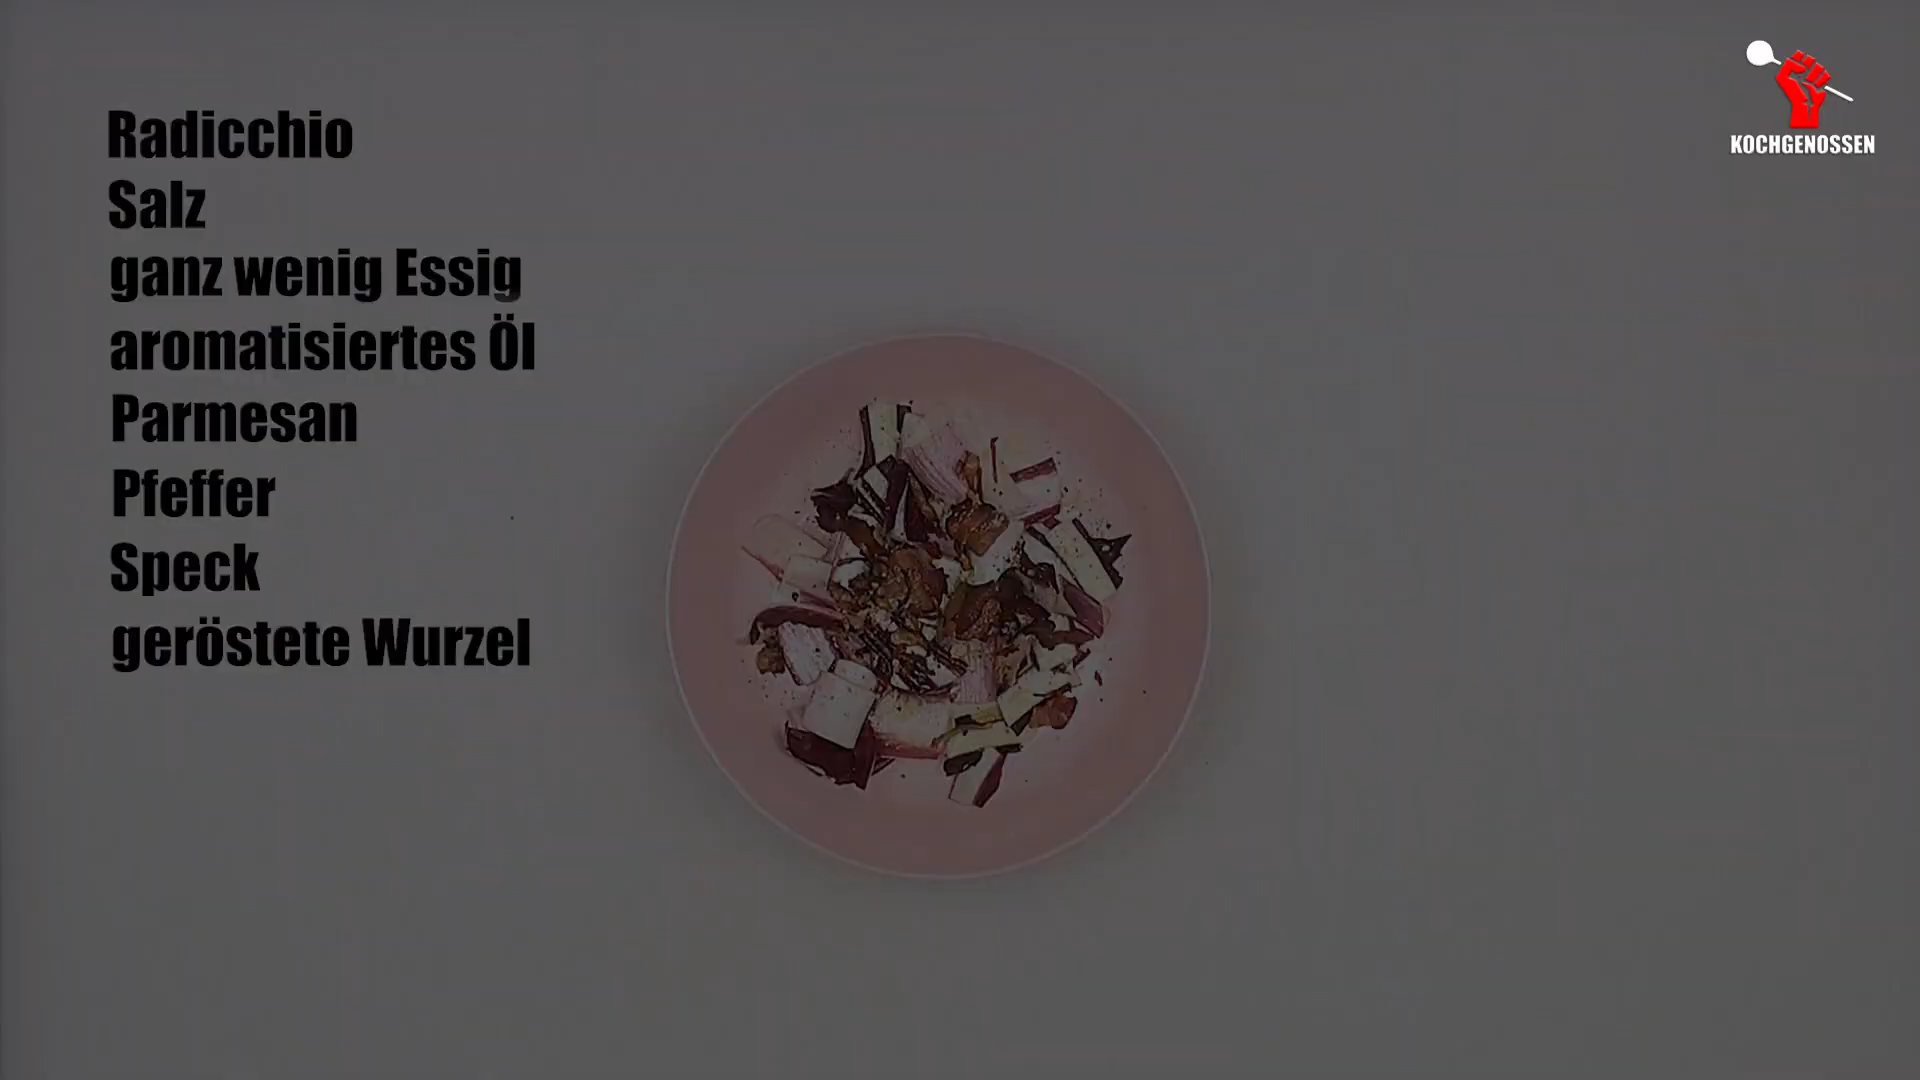 Radicchio
Salz
ganz wenig Essig
aromatisiertes Öl
Parmesan
Pfeffer
Speck
geröstete Wurzel
KOCHGENOSSEN